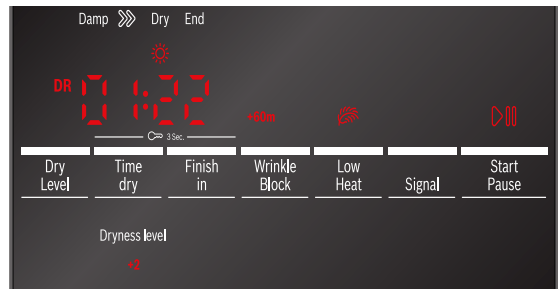 Damp Dry End
DR 01:22
+60m
3 Sec.
Dry Level
Time dry
Finish in
Wrinkle Block
Low Heat
Signal
Start Pause
Dryness level
+2